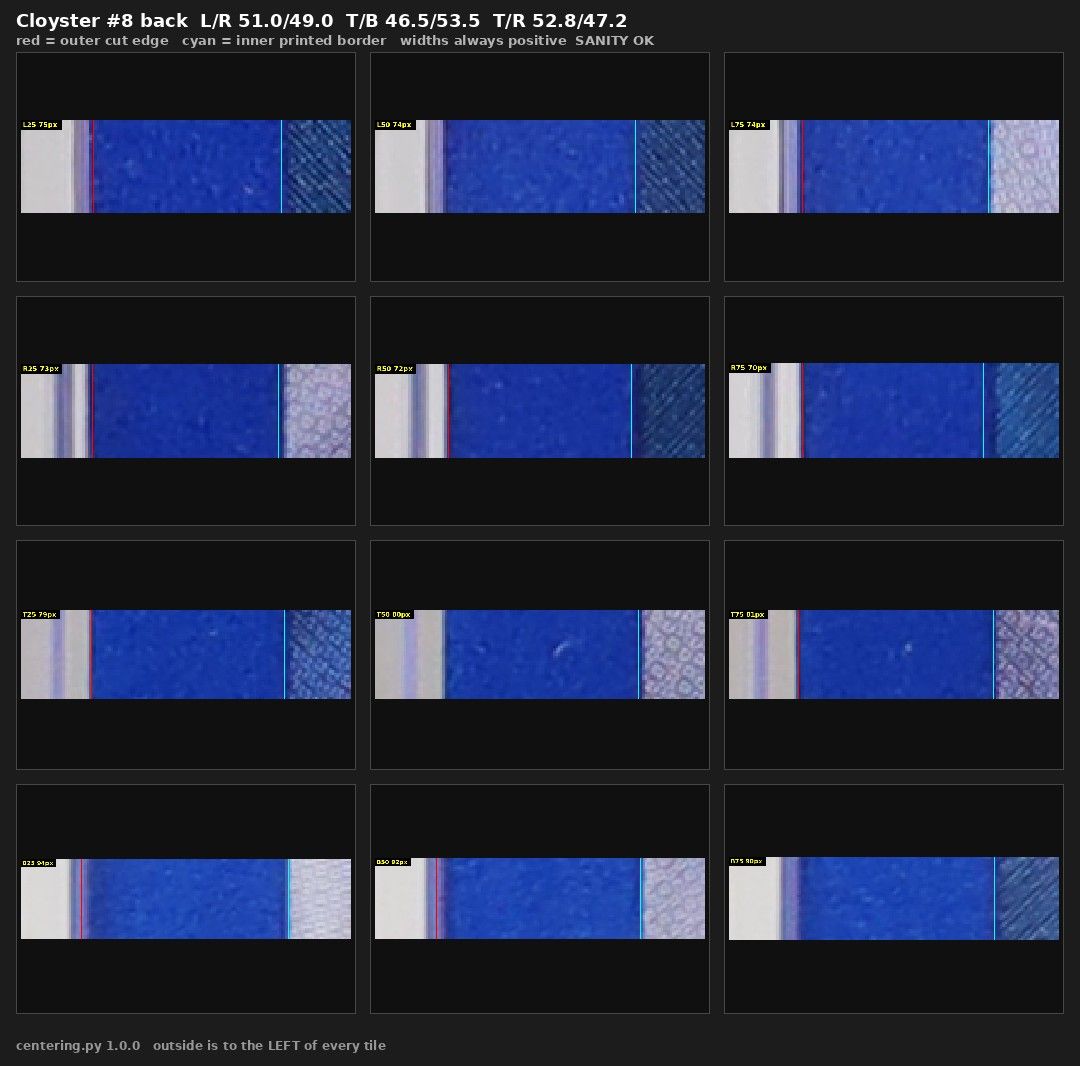 Cloyster #8 back  L/R 51.0/49.0  T/B 46.5/53.5  T/R 52.8/47.2
red = outer cut edge   cyan = inner printed border   widths always positive  SANITY OK
L25 75px
L50 74px
L75 74px
R25 73px
R50 72px
R75 70px
T25 79px
T50 80px
T75 81px
B25 94px
B50 92px
B75 90px
centering.py 1.0.0   outside is to the LEFT of every tile